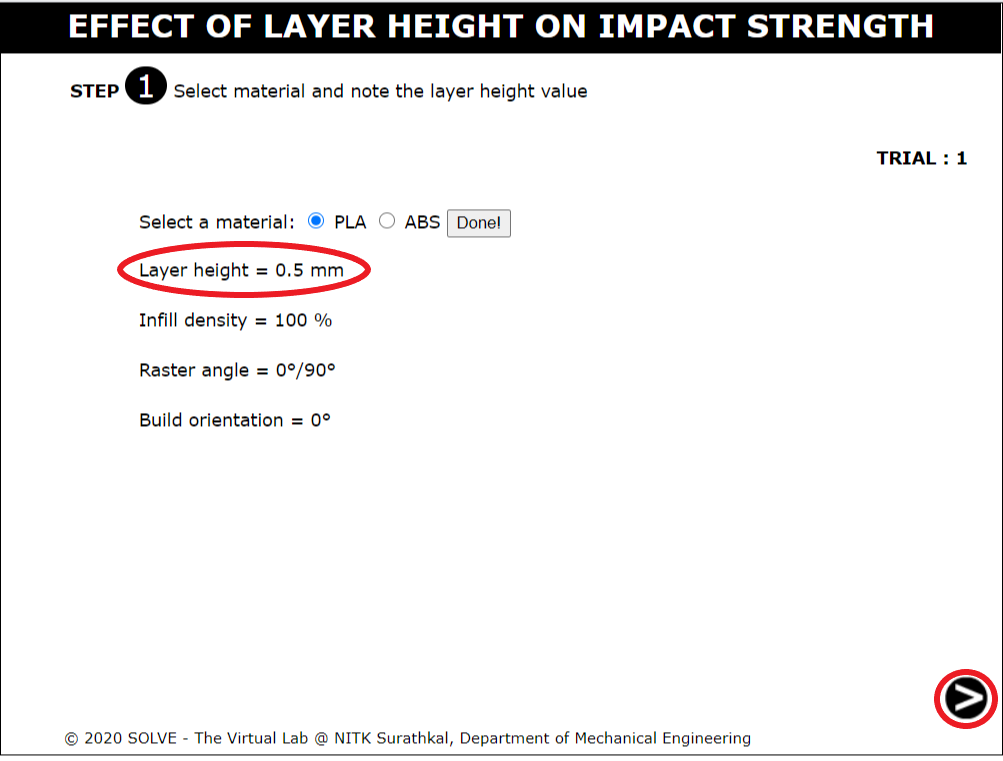 EFFECT OF LAYER HEIGHT ON IMPACT STRENGTH
STEP 1 Select material and note the layer height value
TRIAL : 1
Select a material: PLA ABS Done!
Layer height = 0.5 mm
Infill density = 100 %
Raster angle = 0°/90°
Build orientation = 0°
>
© 2020 SOLVE - The Virtual Lab @ NITK Surathkal, Department of Mechanical Engineering